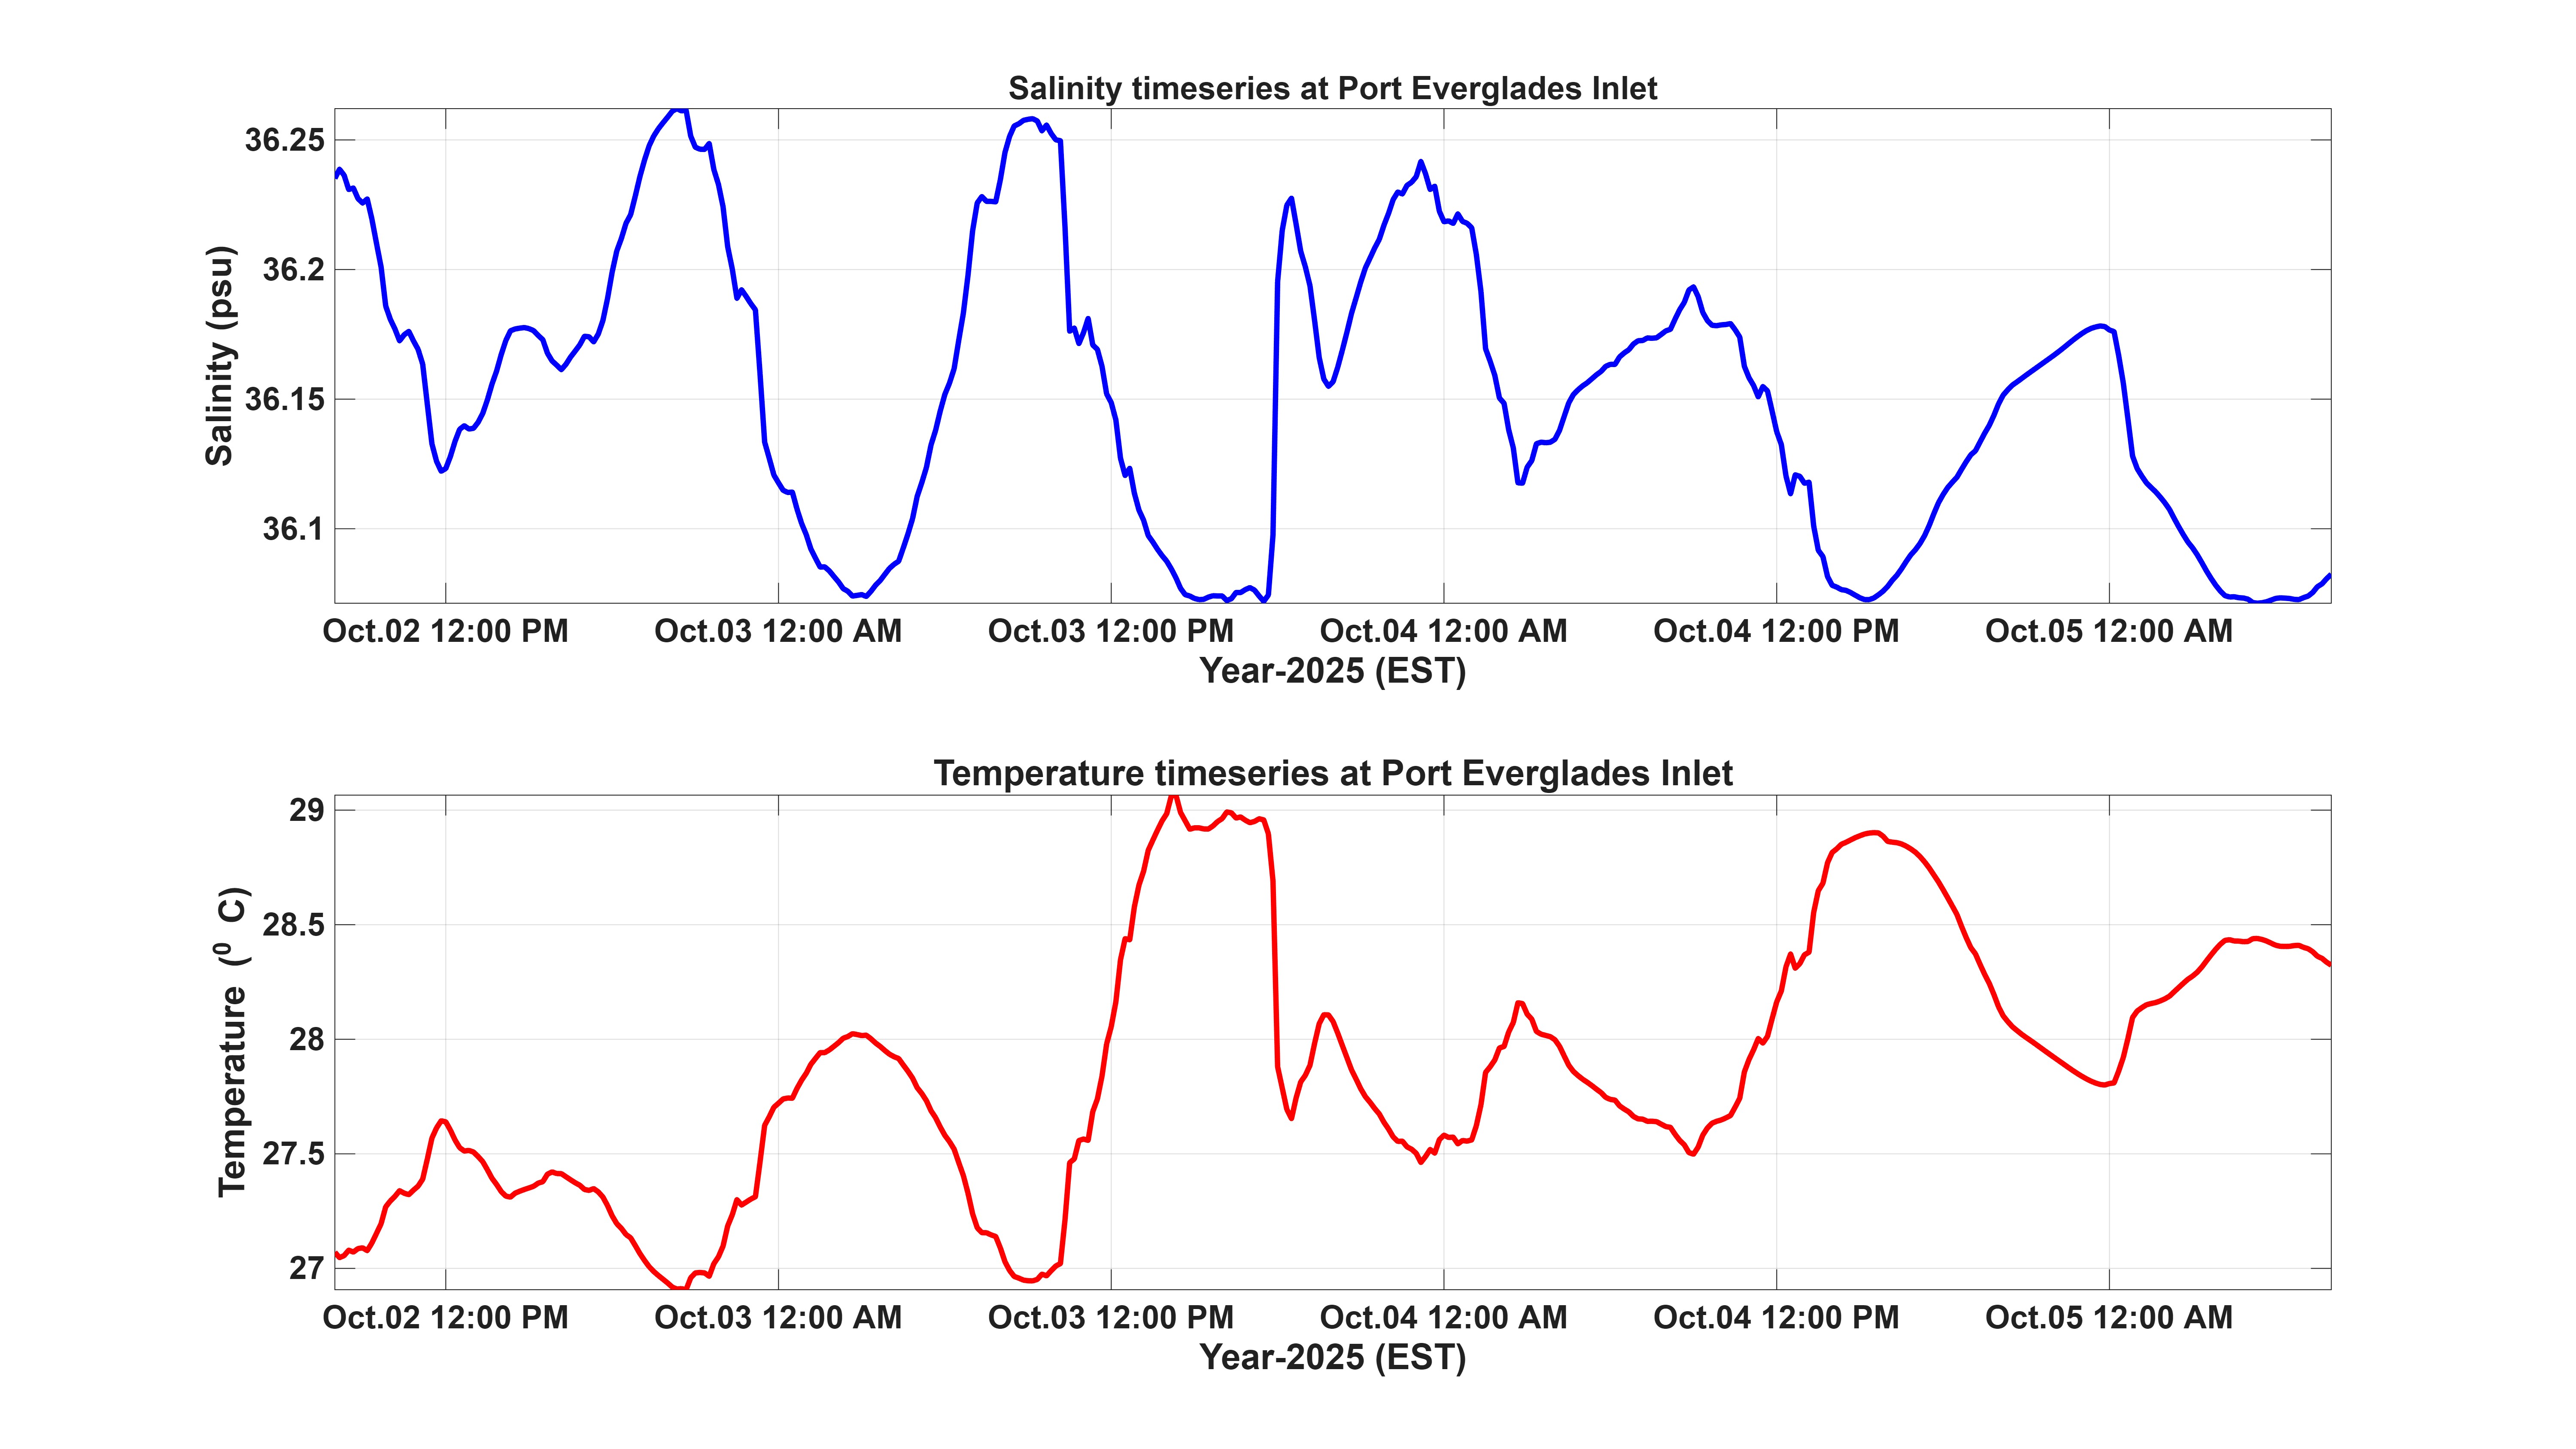 Salinity timeseries at Port Everglades Inlet
Salinity (psu)
36.25
36.2
36.15
36.1
Oct.02 12:00 PM Oct.03 12:00 AM Oct.03 12:00 PM Oct.04 12:00 AM Oct.04 12:00 PM Oct.05 12:00 AM
Year-2025 (EST)
Temperature timeseries at Port Everglades Inlet
Temperature (⁰ C)
29
28.5
28
27.5
27
Oct.02 12:00 PM Oct.03 12:00 AM Oct.03 12:00 PM Oct.04 12:00 AM Oct.04 12:00 PM Oct.05 12:00 AM
Year-2025 (EST)